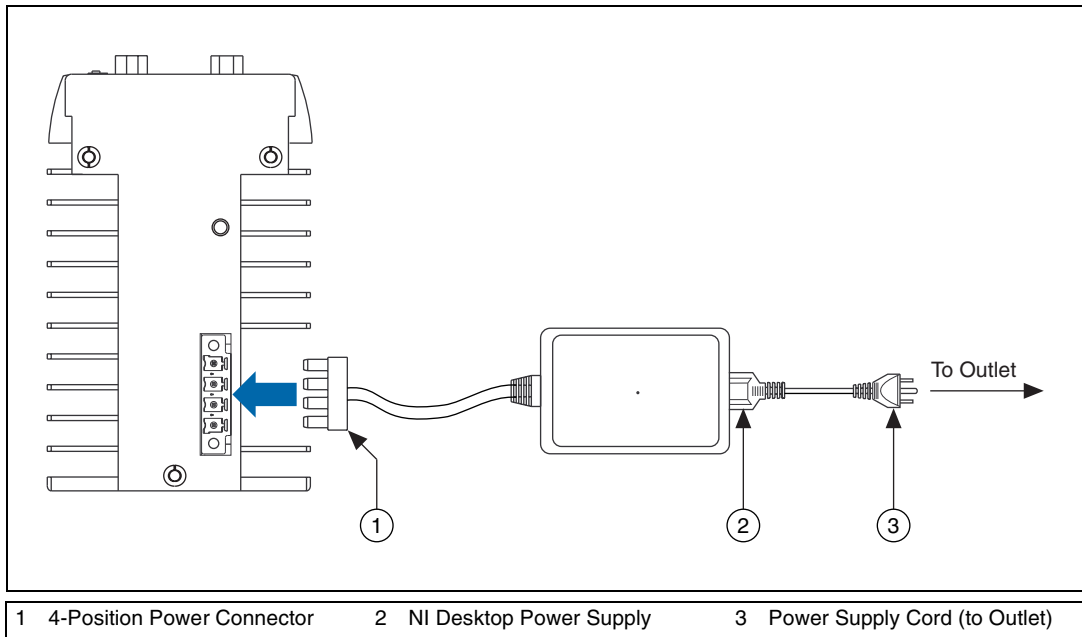 To Outlet
1
2
3
1 4-Position Power Connector 2 NI Desktop Power Supply 3 Power Supply Cord (to Outlet)